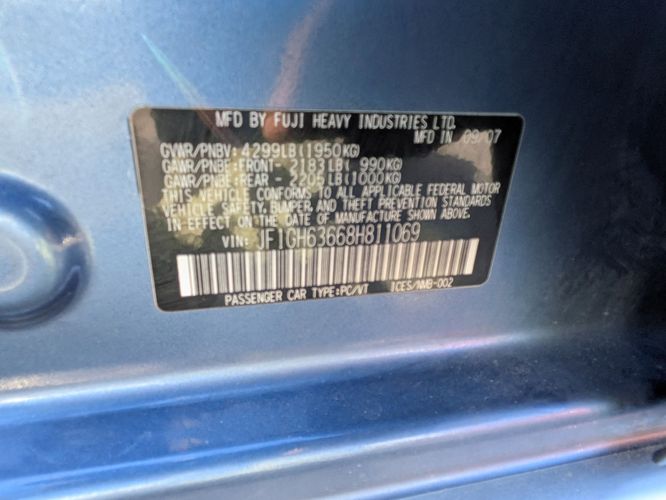 MFD BY FUJI HEAVY INDUSTRIES LTD.
MFD IN 09/07
GVWR/PNBV: 4299LB(1950KG)
GAWR/PNBE:FRONT- 2183LB( 990KG)
GAWR/PNBE:REAR - 2205LB(1000KG)
THIS VEHICLE CONFORMS TO ALL APPLICABLE FEDERAL MOTOR
VEHICLE SAFETY BUMPER, AND THEFT PREVENTION STANDARDS
IN EFFECT ON THE DATE OF MANUFACTURE SHOWN ABOVE.
VIN: JF1GH63668H811069
PASSENGER CAR TYPE:PC/VT ICES/NMB-002